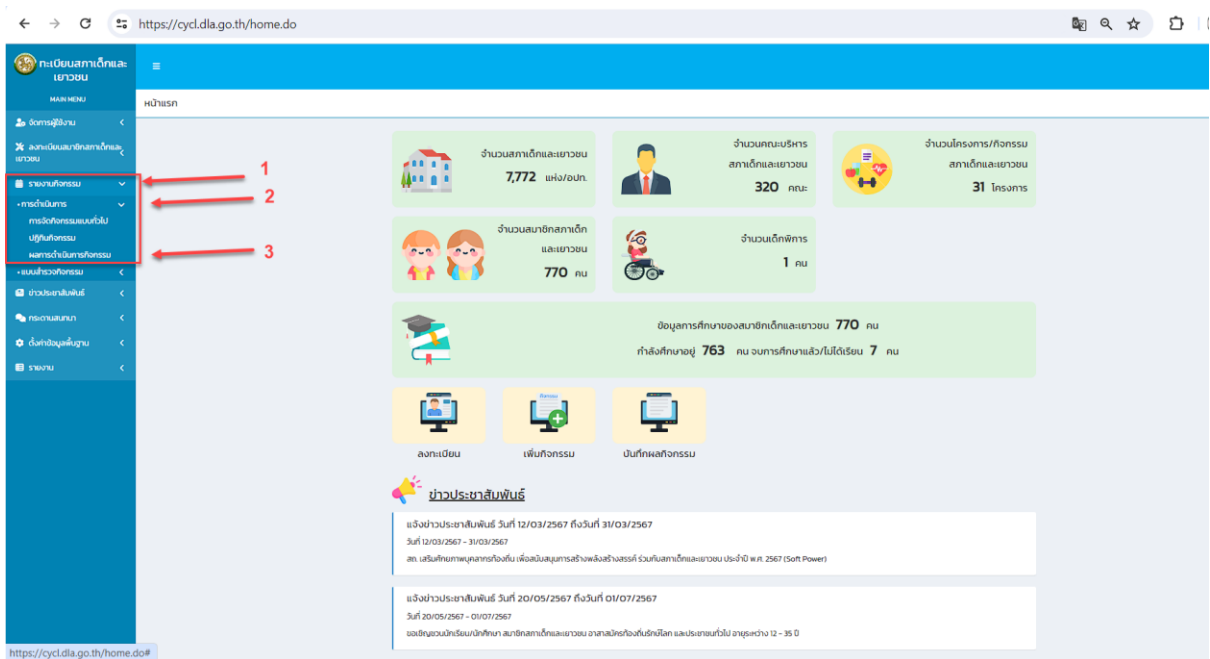 https://cycl.dla.go.th/home.do
ทะเบียนสภาเด็กและ
เยาวชน
MAIN MENU
หน้าแรก
จัดการผู้ใช้งาน
ลงทะเบียนสมาชิกสภาเด็กและ
เยาวชน
รายงานกิจกรรม
1
การดำเนินการ
2
การจัดกิจกรรมแบบทั่วไป
ปฏิทินกิจกรรม
ผลการดำเนินการกิจกรรม
3
แบบสำรวจกิจกรรม
ข่าวประชาสัมพันธ์
กระดานสนทนา
ตั้งค่าข้อมูลพื้นฐาน
รายงาน
จำนวนสภาเด็กและเยาวชน
7,772 แห่ง/อปท.
จำนวนคณะบริหาร
สภาเด็กและเยาวชน
320 คณะ
จำนวนโครงการ/กิจกรรม
สภาเด็กและเยาวชน
31 โครงการ
จำนวนสมาชิกสภาเด็ก
และเยาวชน
770 คน
จำนวนเด็กพิการ
1 คน
ข้อมูลการศึกษาของสมาชิกเด็กและเยาวชน 770 คน
กำลังศึกษาอยู่ 763 คน จบการศึกษาแล้ว/ไม่ได้เรียน 7 คน
ลงทะเบียน
กิจกรรม
เพิ่มกิจกรรม
บันทึกผลกิจกรรม
ข่าวประชาสัมพันธ์
แจ้งข่าวประชาสัมพันธ์ วันที่ 12/03/2567 ถึงวันที่ 31/03/2567
วันที่ 12/03/2567 - 31/03/2567
สถ. เสริมศักยภาพบุคลากรท้องถิ่น เพื่อสนับสนุนการสร้างพลังสร้างสรรค์ ร่วมกับสภาเด็กและเยาวชน ประจำปี พ.ศ. 2567 (Soft Power)
แจ้งข่าวประชาสัมพันธ์ วันที่ 20/05/2567 ถึงวันที่ 01/07/2567
วันที่ 20/05/2567 - 01/07/2567
ขอเชิญชวนนักเรียน/นักศึกษา สมาชิกสภาเด็กและเยาวชน อาสาสมัครท้องถิ่นรักษ์โลก และประชาชนทั่วไป อายุระหว่าง 12 - 35 ปี
https://cycl.dla.go.th/home.do#